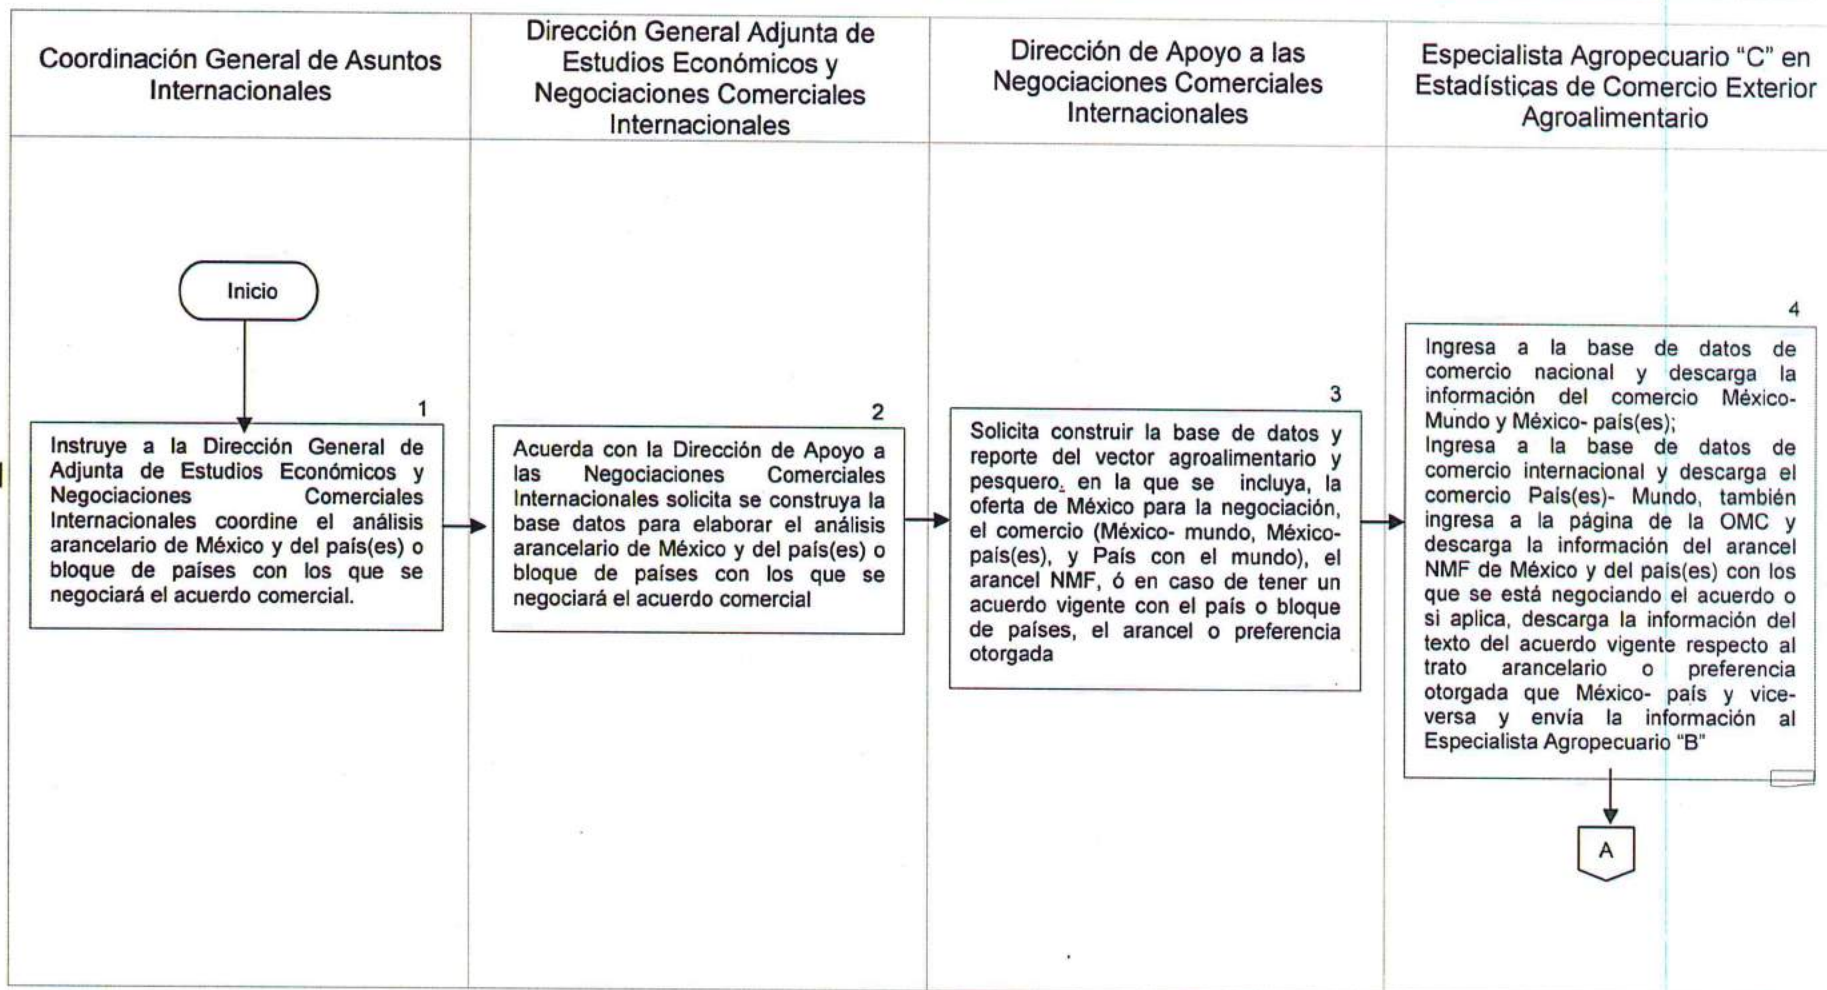 Coordinación General de Asuntos
Internacionales
Dirección General Adjunta de
Estudios Económicos y
Negociaciones Comerciales
Internacionales
Dirección de Apoyo a las
Negociaciones Comerciales
Internacionales
Especialista Agropecuario “C” en
Estadísticas de Comercio Exterior
Agroalimentario
Inicio
1
Instruye a la Dirección General de
Adjunta de Estudios Económicos y
Negociaciones Comerciales
Internacionales coordine el análisis
arancelario de México y del país(es) o
bloque de países con los que se
negociará el acuerdo comercial.
2
Acuerda con la Dirección de Apoyo a
las Negociaciones Comerciales
Internacionales solicita se construya la
base datos para elaborar el análisis
arancelario de México y del país(es) o
bloque de países con los que se
negociará el acuerdo comercial
3
Solicita construir la base de datos y
reporte del vector agroalimentario y
pesquero, en la que se incluya, la
oferta de México para la negociación,
el comercio (México- mundo, México-
país(es), y País con el mundo), el
arancel NMF, ó en caso de tener un
acuerdo vigente con el país o bloque
de países, el arancel o preferencia
otorgada
4
Ingresa a la base de datos de
comercio nacional y descarga la
información del comercio México-
Mundo y México- país(es);
Ingresa a la base de datos de
comercio internacional y descarga el
comercio País(es)- Mundo, también
ingresa a la página de la OMC y
descarga la información del arancel
NMF de México y del país(es) con los
que se está negociando el acuerdo o
si aplica, descarga la información del
texto del acuerdo vigente respecto al
trato arancelario o preferencia
otorgada que México- país y vice-
versa y envía la información al
Especialista Agropecuario “B”
A